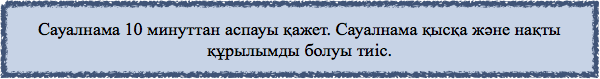 Сауалнама 10 минуттан аспауы қажет. Сауалнама қысқа және нақты
құрылымды болуы тиіс.